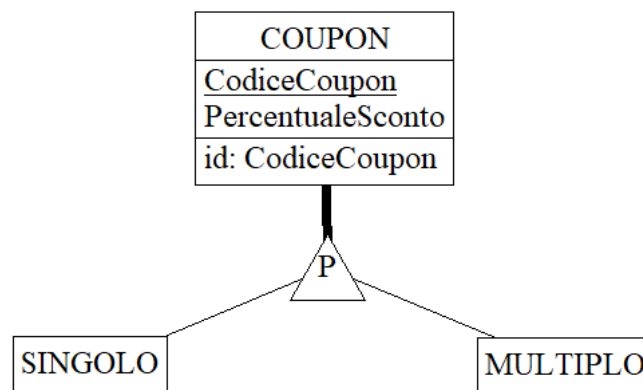 COUPON
CodiceCoupon
PercentualeSconto
id: CodiceCoupon
P
SINGOLO
MULTIPLO